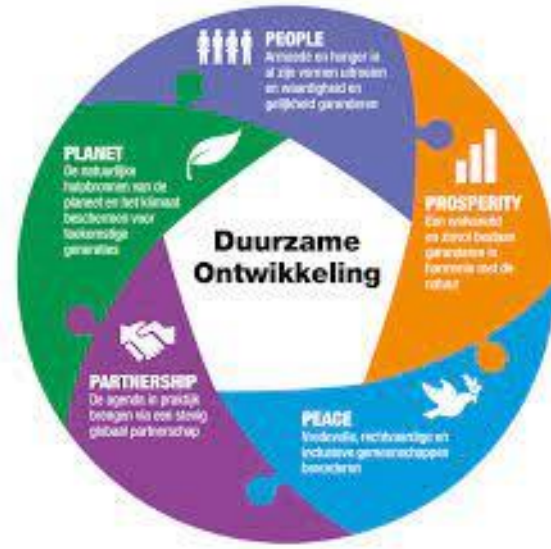 PEOPLE
Armoede en honger in
al zijn vormen uitroeien
en waardigheid en
gelijkheid garanderen
PROSPERITY
Een welvarend
en zinvol bestaan
garanderen in
harmonie met de
natuur
PEACE
Vredevolle, rechtvaardige en
inclusieve gemeenschappen
bevorderen
PARTNERSHIP
De agenda in praktijk
brengen via een stevig
globaal partnerschap
PLANET
De natuurlijke
hulpbronnen van de
planeet en het klimaat
beschermen voor
toekomstige
generaties
Duurzame
Ontwikkeling